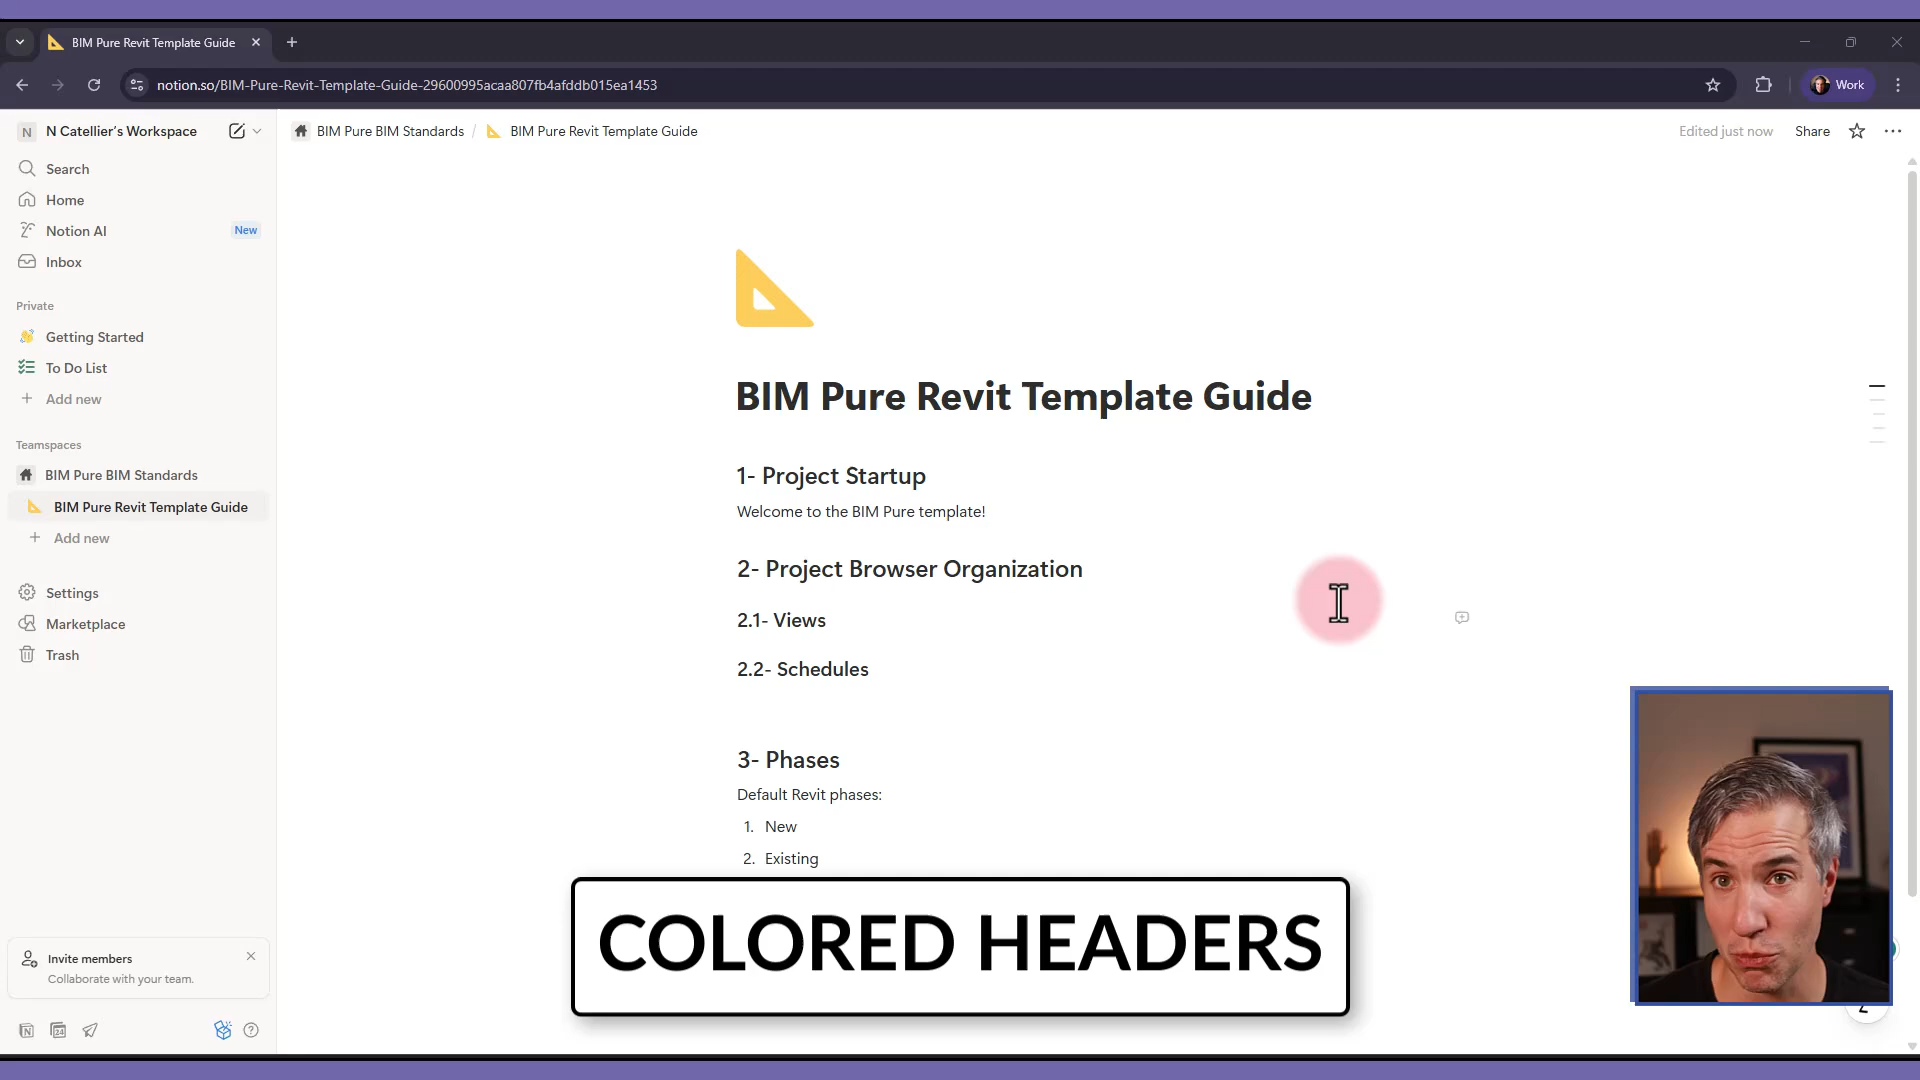 BIM Pure Revit Template Guide
notion.so/BIM-Pure-Revit-Template-Guide-29600995acaa807fb4afddb015ea1453
Work
N
N Catellier's Workspace
BIM Pure BIM Standards / BIM Pure Revit Template Guide
Edited just now
Share
Search
Home
Notion AI
New
Inbox
Private
Getting Started
To Do List
Add new
Teamspaces
BIM Pure BIM Standards
BIM Pure Revit Template Guide
Add new
Settings
Marketplace
Trash
Invite members
Collaborate with your team.
24
BIM Pure Revit Template Guide
1- Project Startup
Welcome to the BIM Pure template!
2- Project Browser Organization
2.1- Views
2.2- Schedules
3- Phases
Default Revit phases:
1. New
2. Existing
COLORED HEADERS